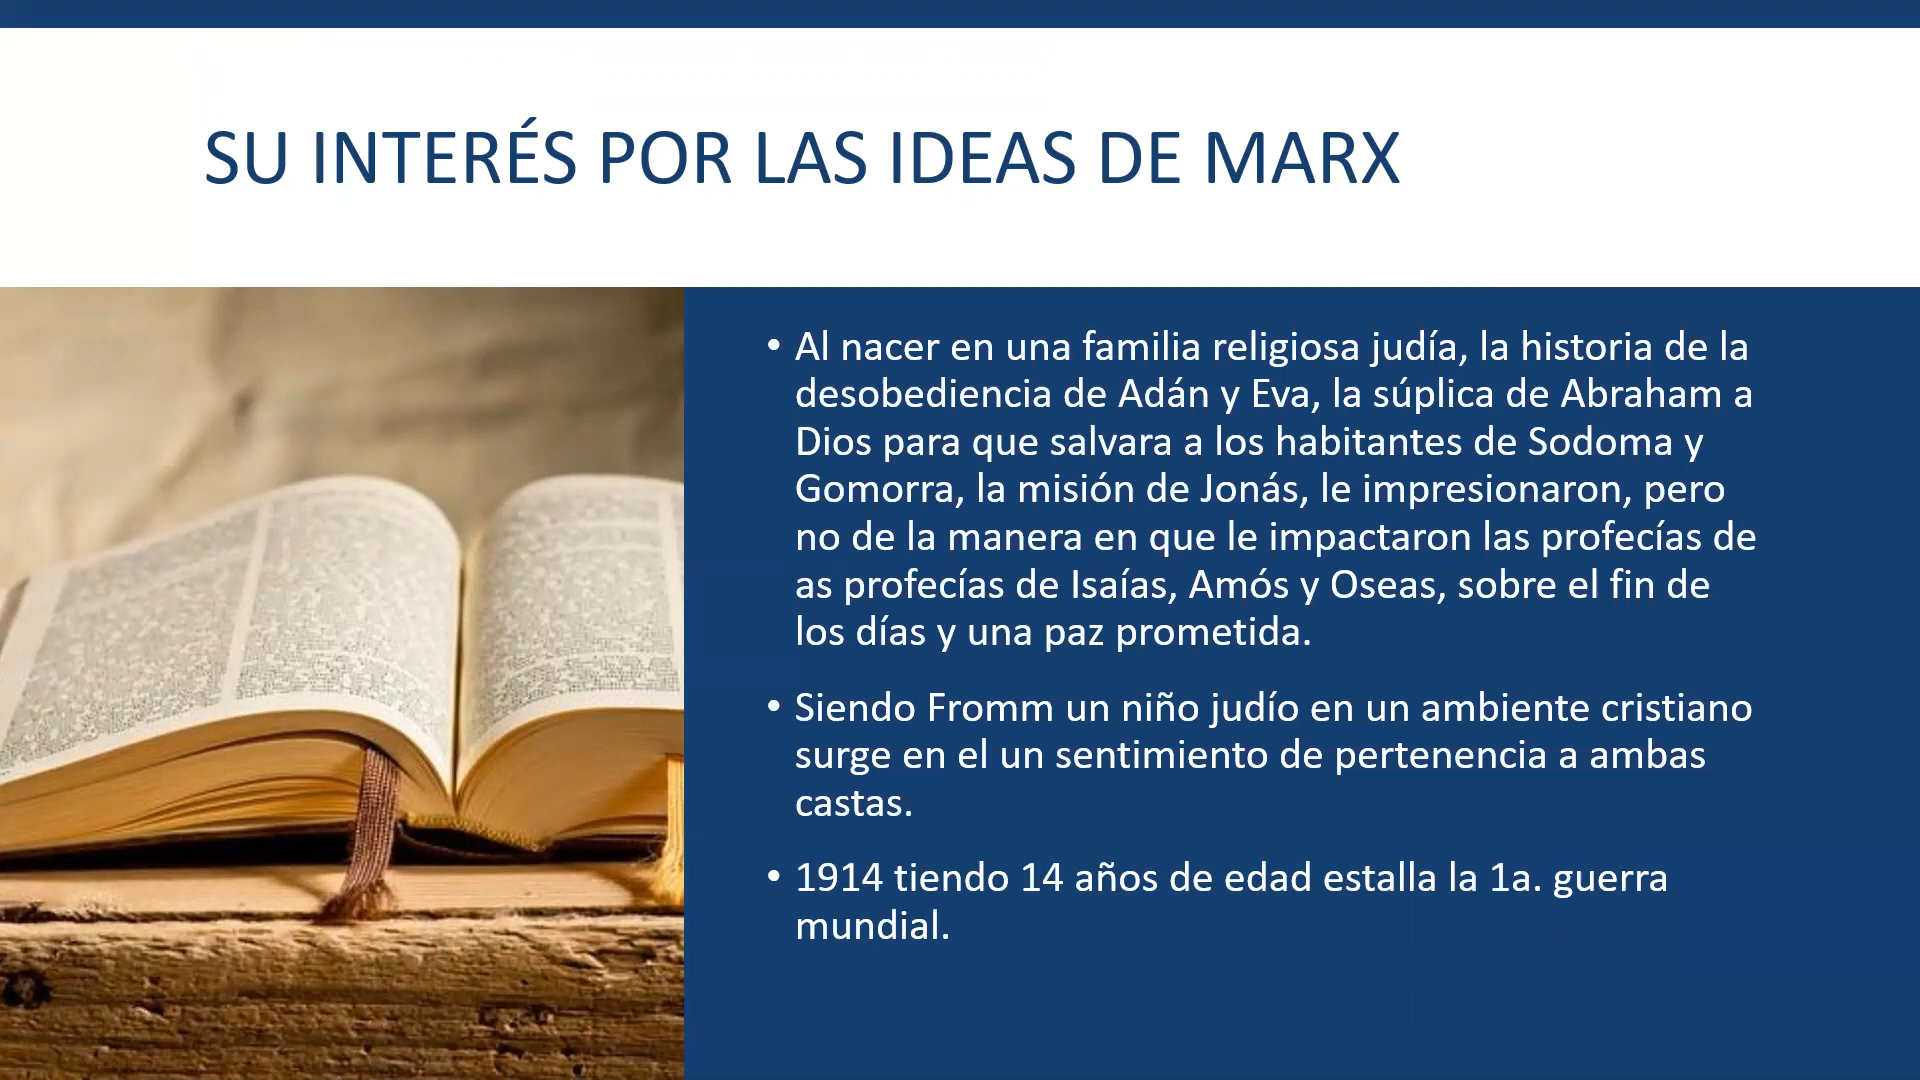 SU INTERÉS POR LAS IDEAS DE MARX
• Al nacer en una familia religiosa judía, la historia de la
desobediencia de Adán y Eva, la súplica de Abraham a
Dios para que salvara a los habitantes de Sodoma y
Gomorra, la misión de Jonás, le impresionaron, pero
no de la manera en que le impactaron las profecías de
as profecías de Isaías, Amós y Oseas, sobre el fin de
los días y una paz prometida.
• Siendo Fromm un niño judío en un ambiente cristiano
surge en el un sentimiento de pertenencia a ambas
castas.
• 1914 tiendo 14 años de edad estalla la 1a. guerra
mundial.